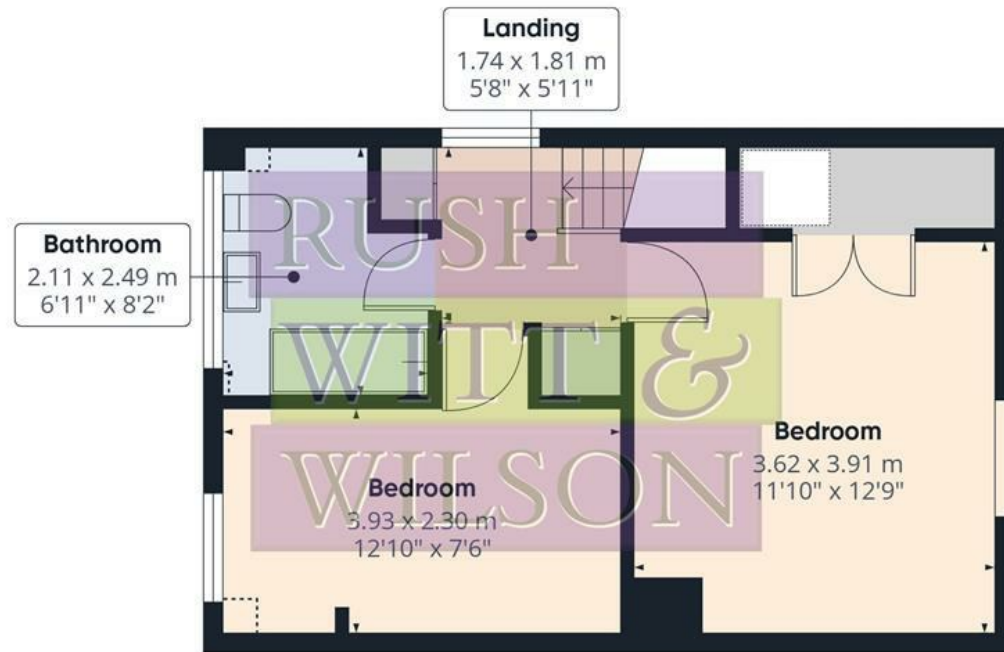 Landing
1.74 x 1.81 m
5'8" x 5'11"
RUSH
Bathroom
2.11 x 2.49 m
6'11" x 8'2"
WITT &
Bedroom
3.62 x 3.91 m
11'10" x 12'9"
WILSON
Bedroom
3.93 x 2.30 m
12'10" x 7'6"